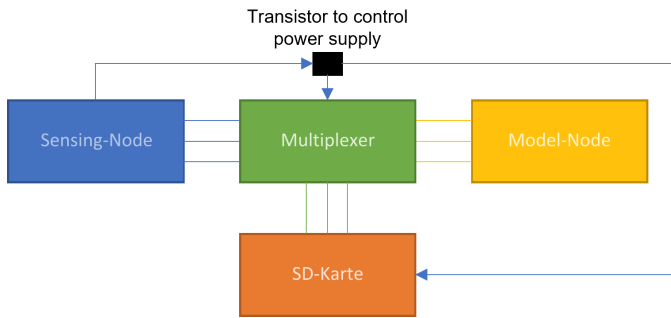 Transistor to control
power supply
Sensing-Node
Multiplexer
Model-Node
SD-Karte